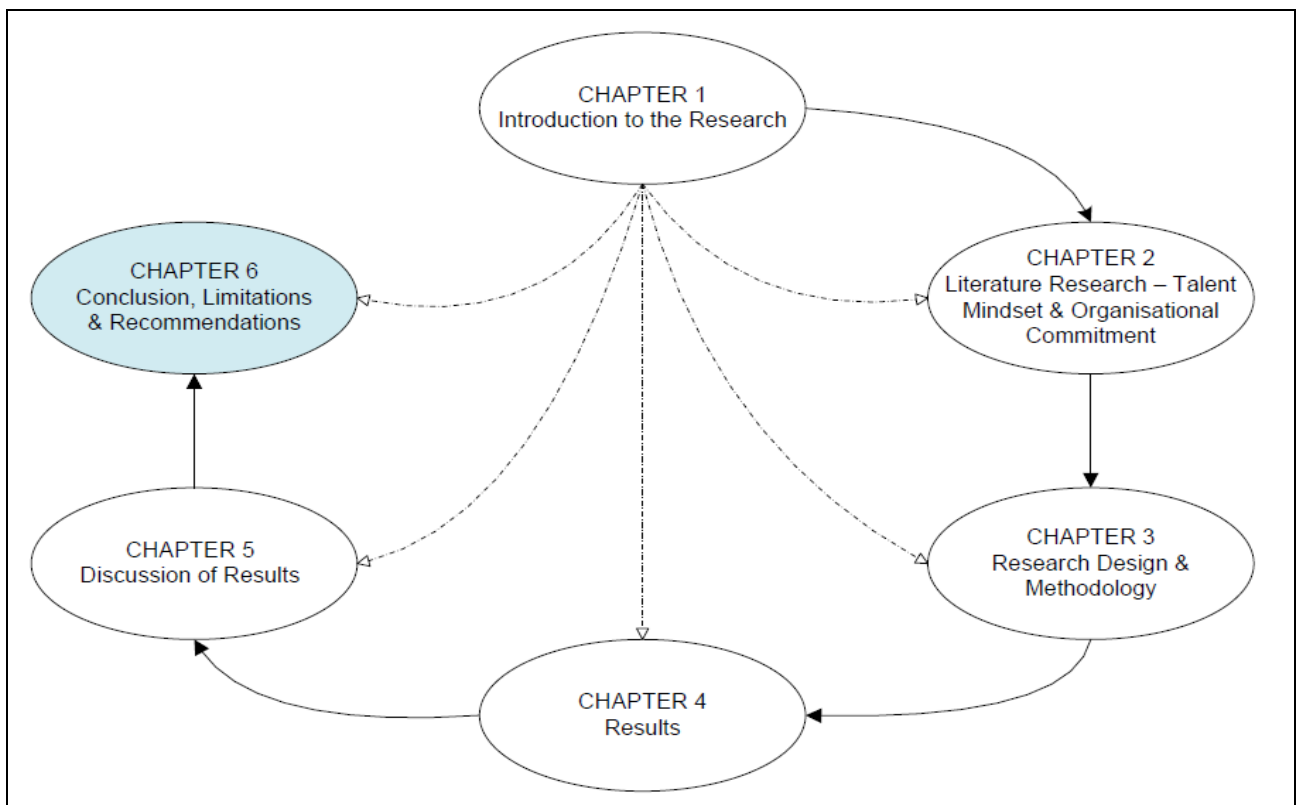 CHAPTER 1
Introduction to the Research
CHAPTER 2
Literature Research – Talent
Mindset & Organisational
Commitment
CHAPTER 3
Research Design &
Methodology
CHAPTER 4
Results
CHAPTER 5
Discussion of Results
CHAPTER 6
Conclusion, Limitations
& Recommendations